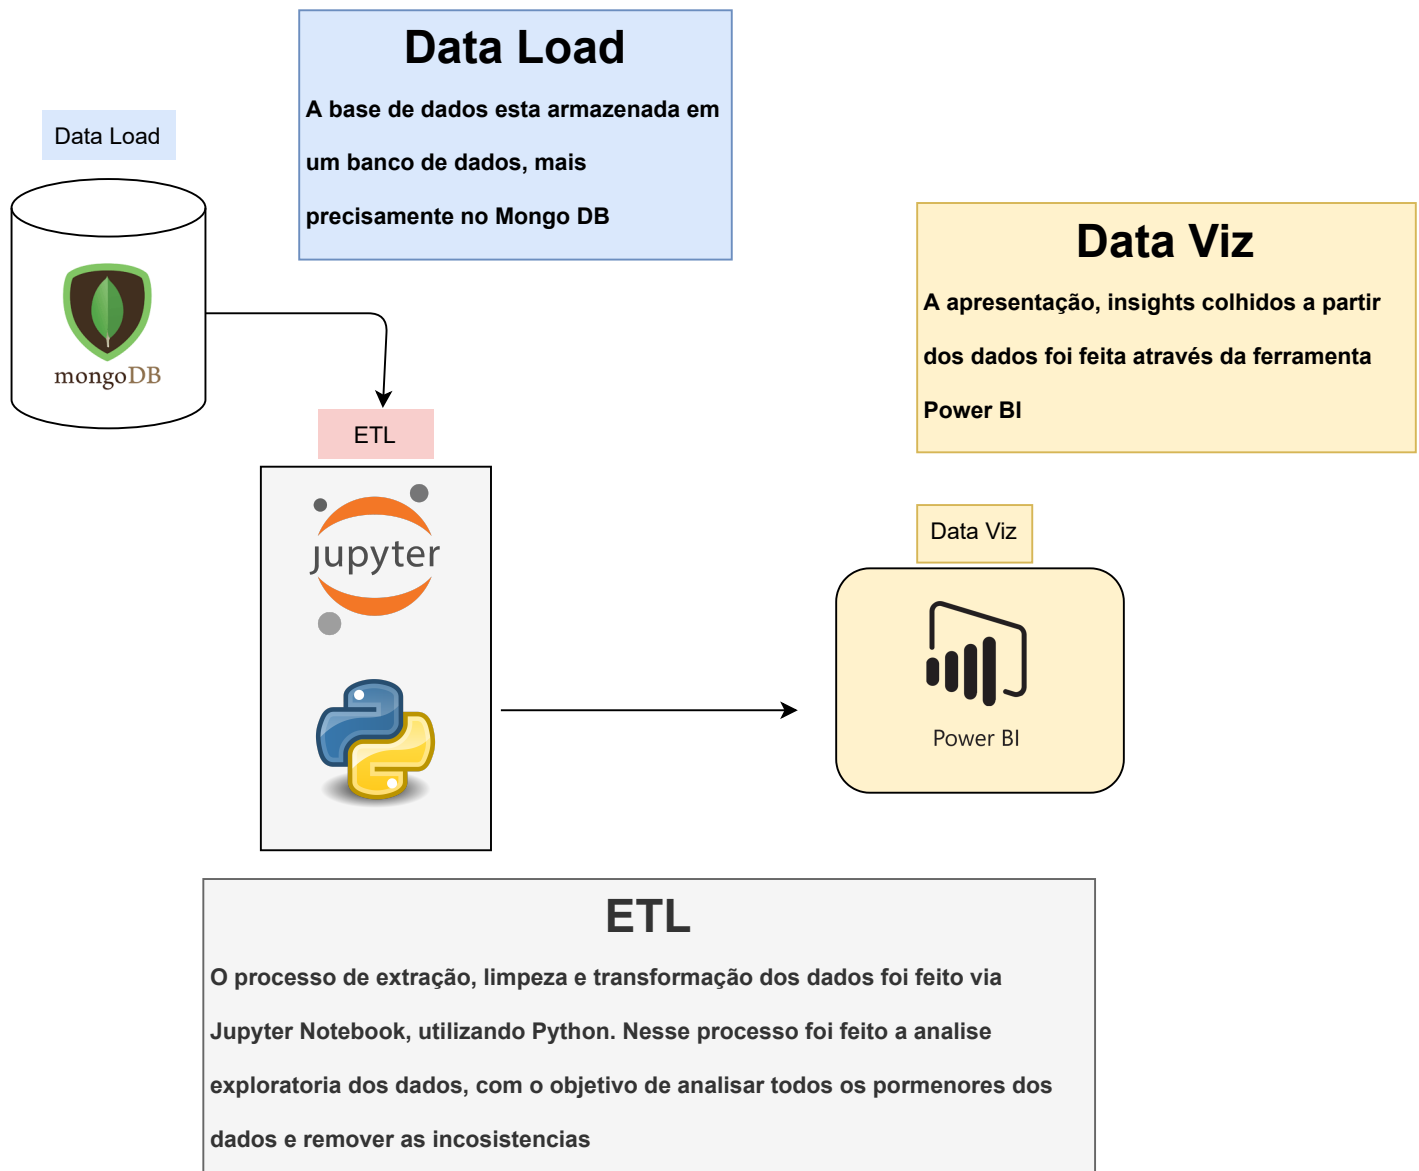 Data Load
A base de dados esta armazenada em
um banco de dados, mais
precisamente no Mongo DB
Data Load
mongoDB
Data Viz
A apresentação, insights colhidos a partir
dos dados foi feita através da ferramenta
Power BI
ETL
jupyter
Data Viz
Power BI
ETL
O processo de extração, limpeza e transformação dos dados foi feito via
Jupyter Notebook, utilizando Python. Nesse processo foi feito a analise
exploratoria dos dados, com o objetivo de analisar todos os pormenores dos
dados e remover as incosistencias